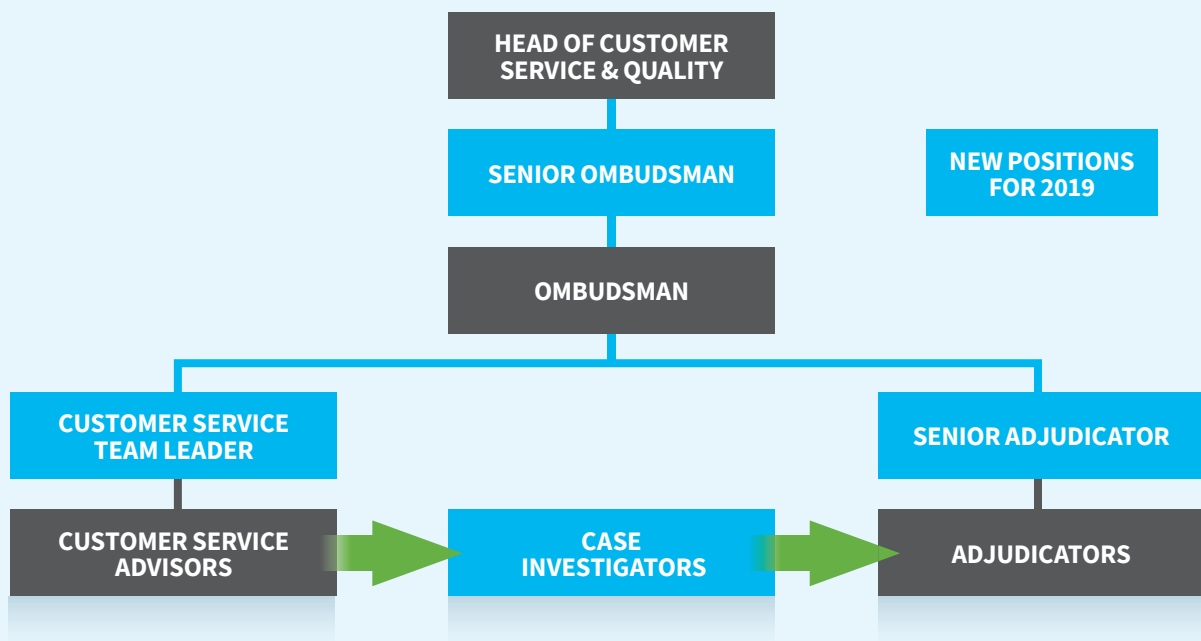 HEAD OF CUSTOMER
SERVICE & QUALITY
SENIOR OMBUDSMAN
NEW POSITIONS
FOR 2019
OMBUDSMAN
CUSTOMER SERVICE
TEAM LEADER
SENIOR ADJUDICATOR
CUSTOMER SERVICE
ADVISORS
CASE
INVESTIGATORS
ADJUDICATORS